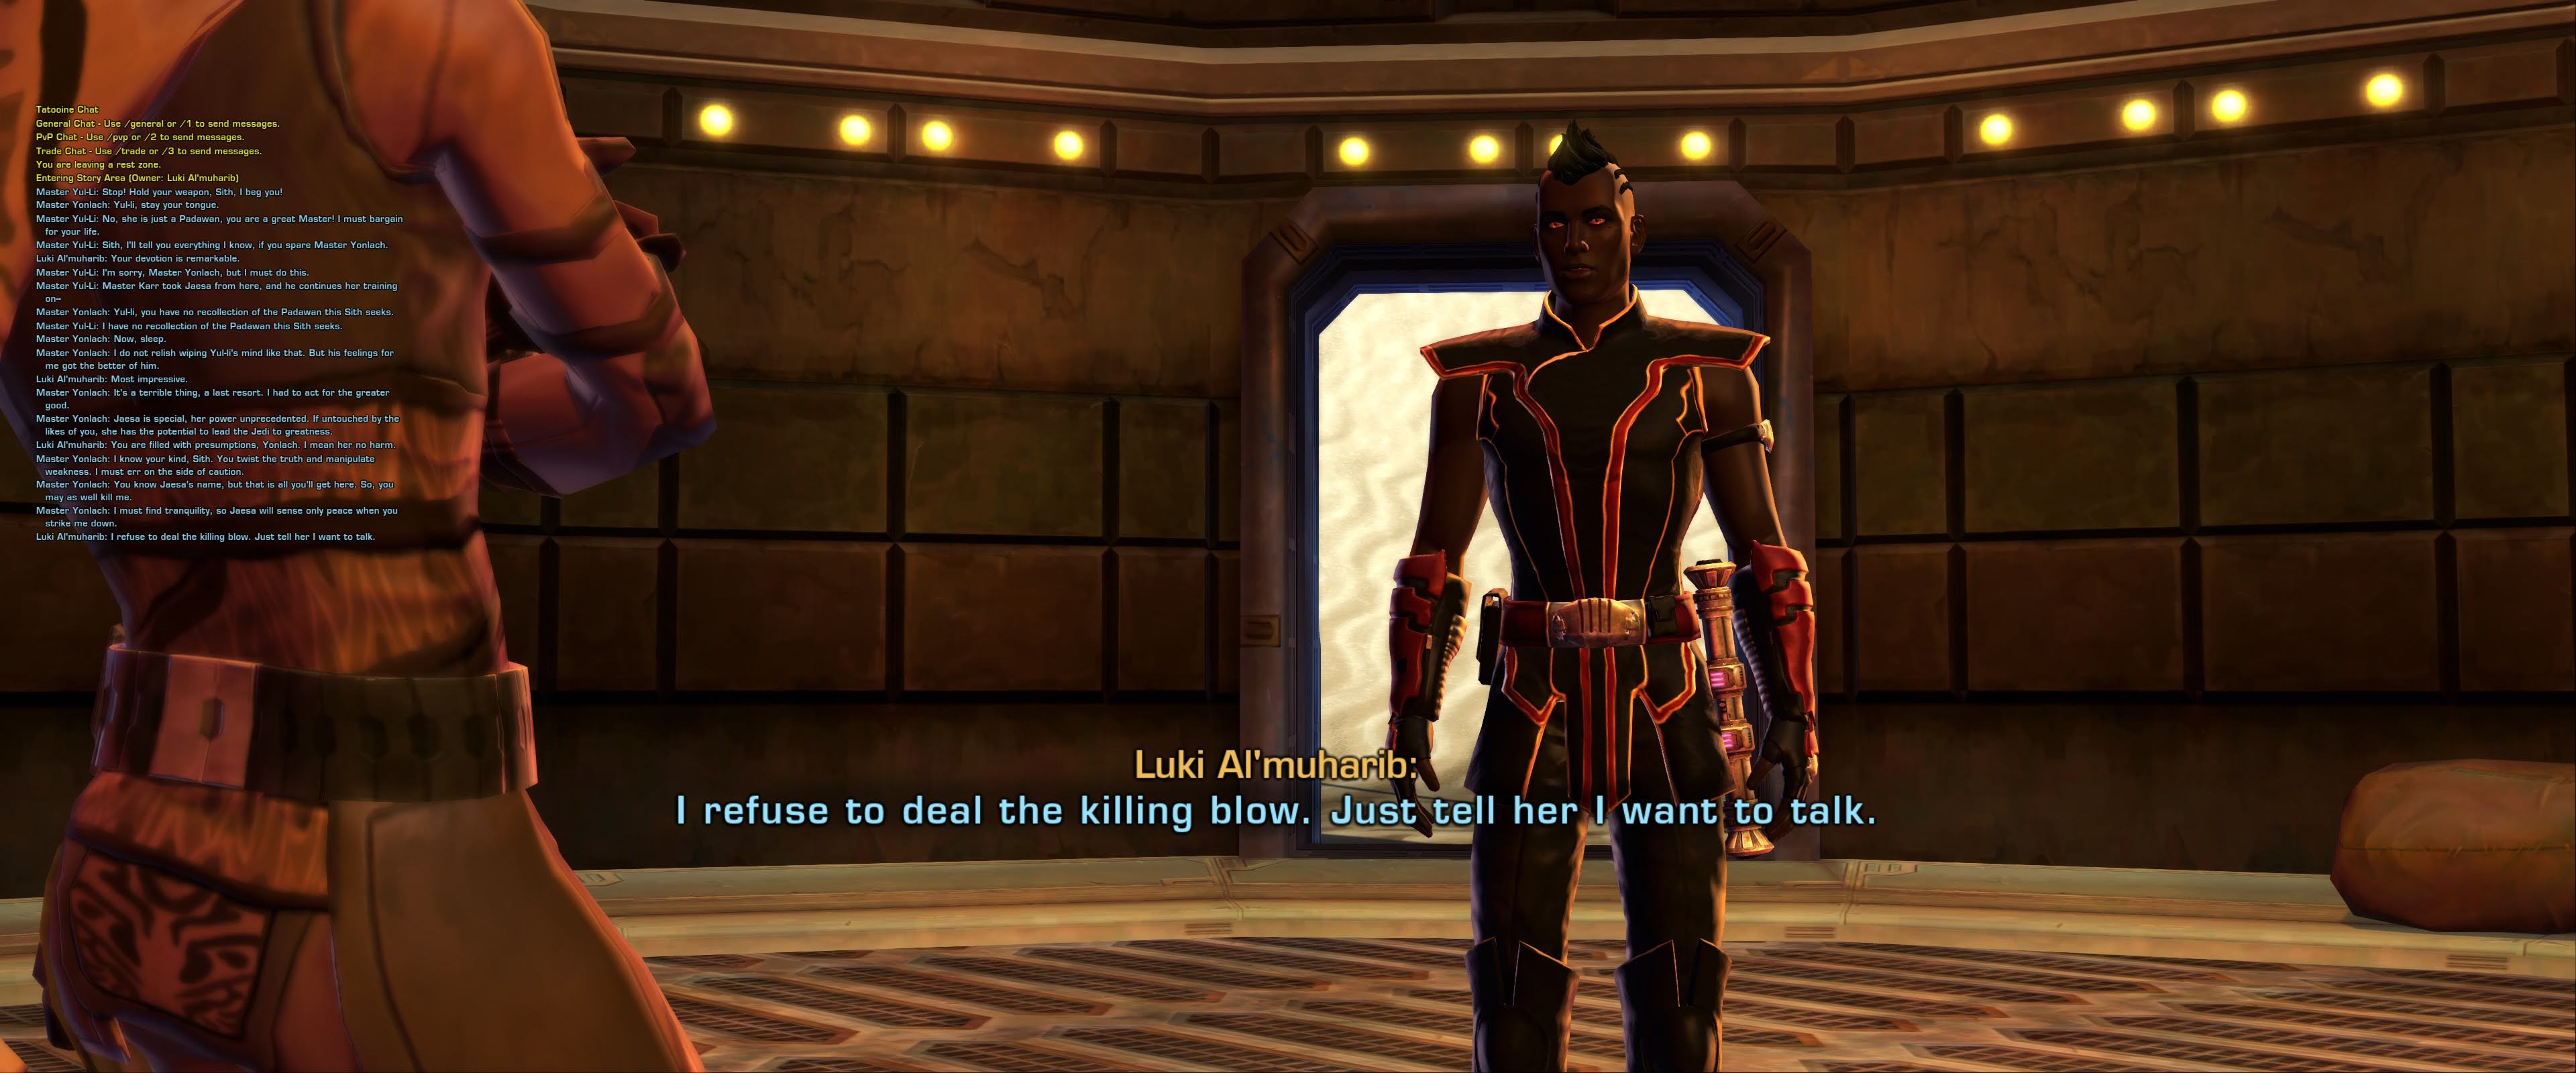 Tatooine Chat
General Chat - Use /general or /1 to send messages.
PvP Chat - Use /pvp or /2 to send messages.
Trade Chat - Use /trade or /3 to send messages.
You are leaving a rest zone.
Entering Story Area (Owner: Luki Al'muharib)
Master Yul-Li: Stop! Hold your weapon, Sith, I beg you!
Master Yonlach: Yul-li, stay your tongue.
Master Yul-Li: No, she is just a Padawan, you are a great Master! I must bargain
for your life.
Master Yul-Li: Sith, I'll tell you everything I know, if you spare Master Yonlach.
Luki Al'muharib: Your devotion is remarkable.
Master Yul-Li: I'm sorry, Master Yonlach, but I must do this.
Master Yul-Li: Master Karr took Jaesa from here, and he continues her training
on--
Master Yonlach: Yul-li, you have no recollection of the Padawan this Sith seeks.
Master Yul-Li: I have no recollection of the Padawan this Sith seeks.
Master Yonlach: Now, sleep.
Master Yonlach: I do not relish wiping Yul-li's mind like that. But his feelings for
me got the better of him.
Luki Al'muharib: Most impressive.
Master Yonlach: It's a terrible thing, a last resort. I had to act for the greater
good.
Master Yonlach: Jaesa is special, her power unprecedented. If untouched by the
likes of you, she has the potential to lead the Jedi to greatness.
Luki Al'muharib: You are filled with presumptions, Yonlach. I mean her no harm.
Master Yonlach: I know your kind, Sith. You twist the truth and manipulate
weakness. I must err on the side of caution.
Master Yonlach: You know Jaesa's name, but that is all you'll get here. So, you
may as well kill me.
Master Yonlach: I must find tranquility, so Jaesa will sense only peace when you
strike me down.
Luki Al'muharib: I refuse to deal the killing blow. Just tell her I want to talk.
Luki Al'muharib:
I refuse to deal the killing blow. Just tell her I want to talk.